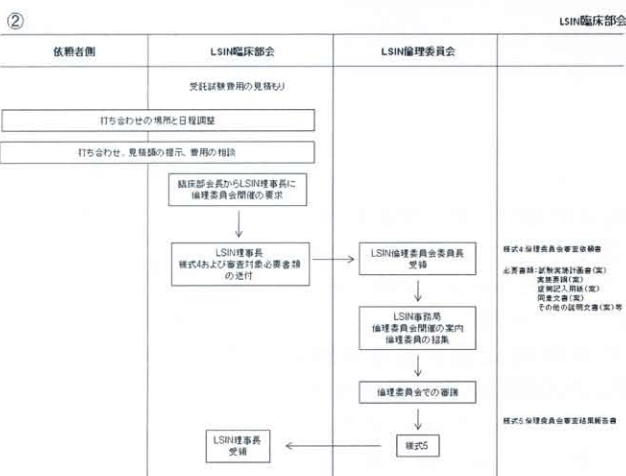 ②
LSIN臨床部会
依頼者側
LSIN臨床部会
LSIN倫理委員会
受託試験費用の見積もり
打ち合わせの場所と日程調整
打ち合わせ、見積額の提示、費用の相談
臨床部会長からLSIN理事長に
倫理委員会開催の要求
LSIN理事長
様式4および審査対象必要書類
の送付
LSIN倫理委員会委員長
受領
様式4:倫理委員会審査依頼書
必要書類:試験実施計画書(案)
実施要領(案)
症例記入用紙(案)
同意文書(案)
その他の説明文書(案)等
LSIN事務局
倫理委員会開催の案内
倫理委員の招集
倫理委員会での審議
様式5:倫理委員会審査結果報告書
LSIN理事長
受領
様式5